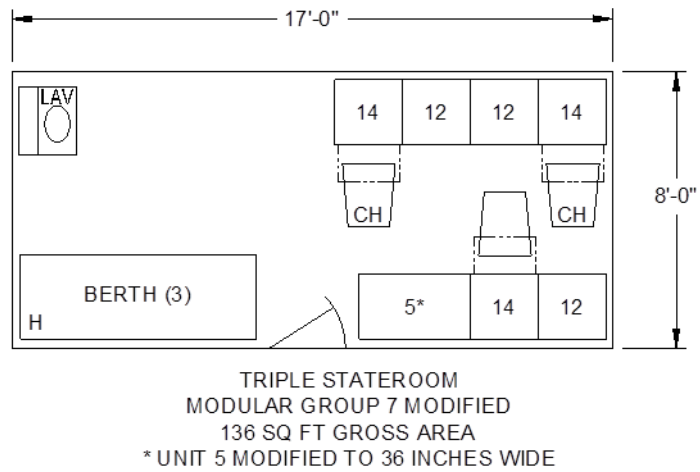 17'-0"
LAV
14 12 12 14
CH CH
8'-0"
BERTH (3)
H
5* 14 12
TRIPLE STATEROOM
MODULAR GROUP 7 MODIFIED
136 SQ FT GROSS AREA
* UNIT 5 MODIFIED TO 36 INCHES WIDE